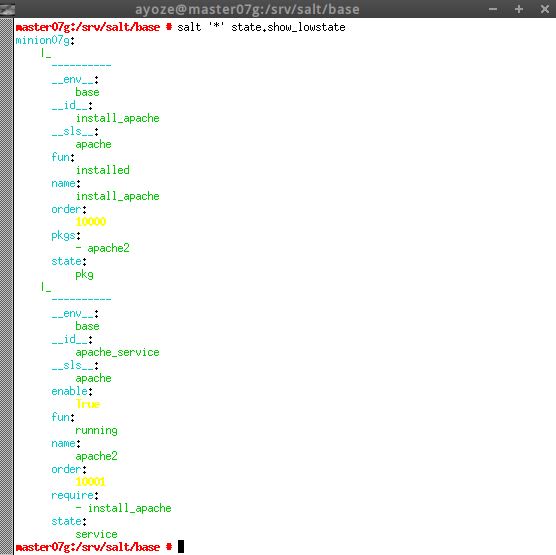 ayoze@master07g:/srv/salt/base
master07g:/srv/salt/base # salt '*' state.show_lowstate
minion07g:
|_
----------
__env__:
base
__id__:
install_apache
__sls__:
apache
fun:
installed
name:
install_apache
order:
10000
pkgs:
- apache2
state:
pkg
|_
----------
__env__:
base
__id__:
apache_service
__sls__:
apache
enable:
True
fun:
running
name:
apache2
order:
10001
require:
- install_apache
state:
service
master07g:/srv/salt/base #